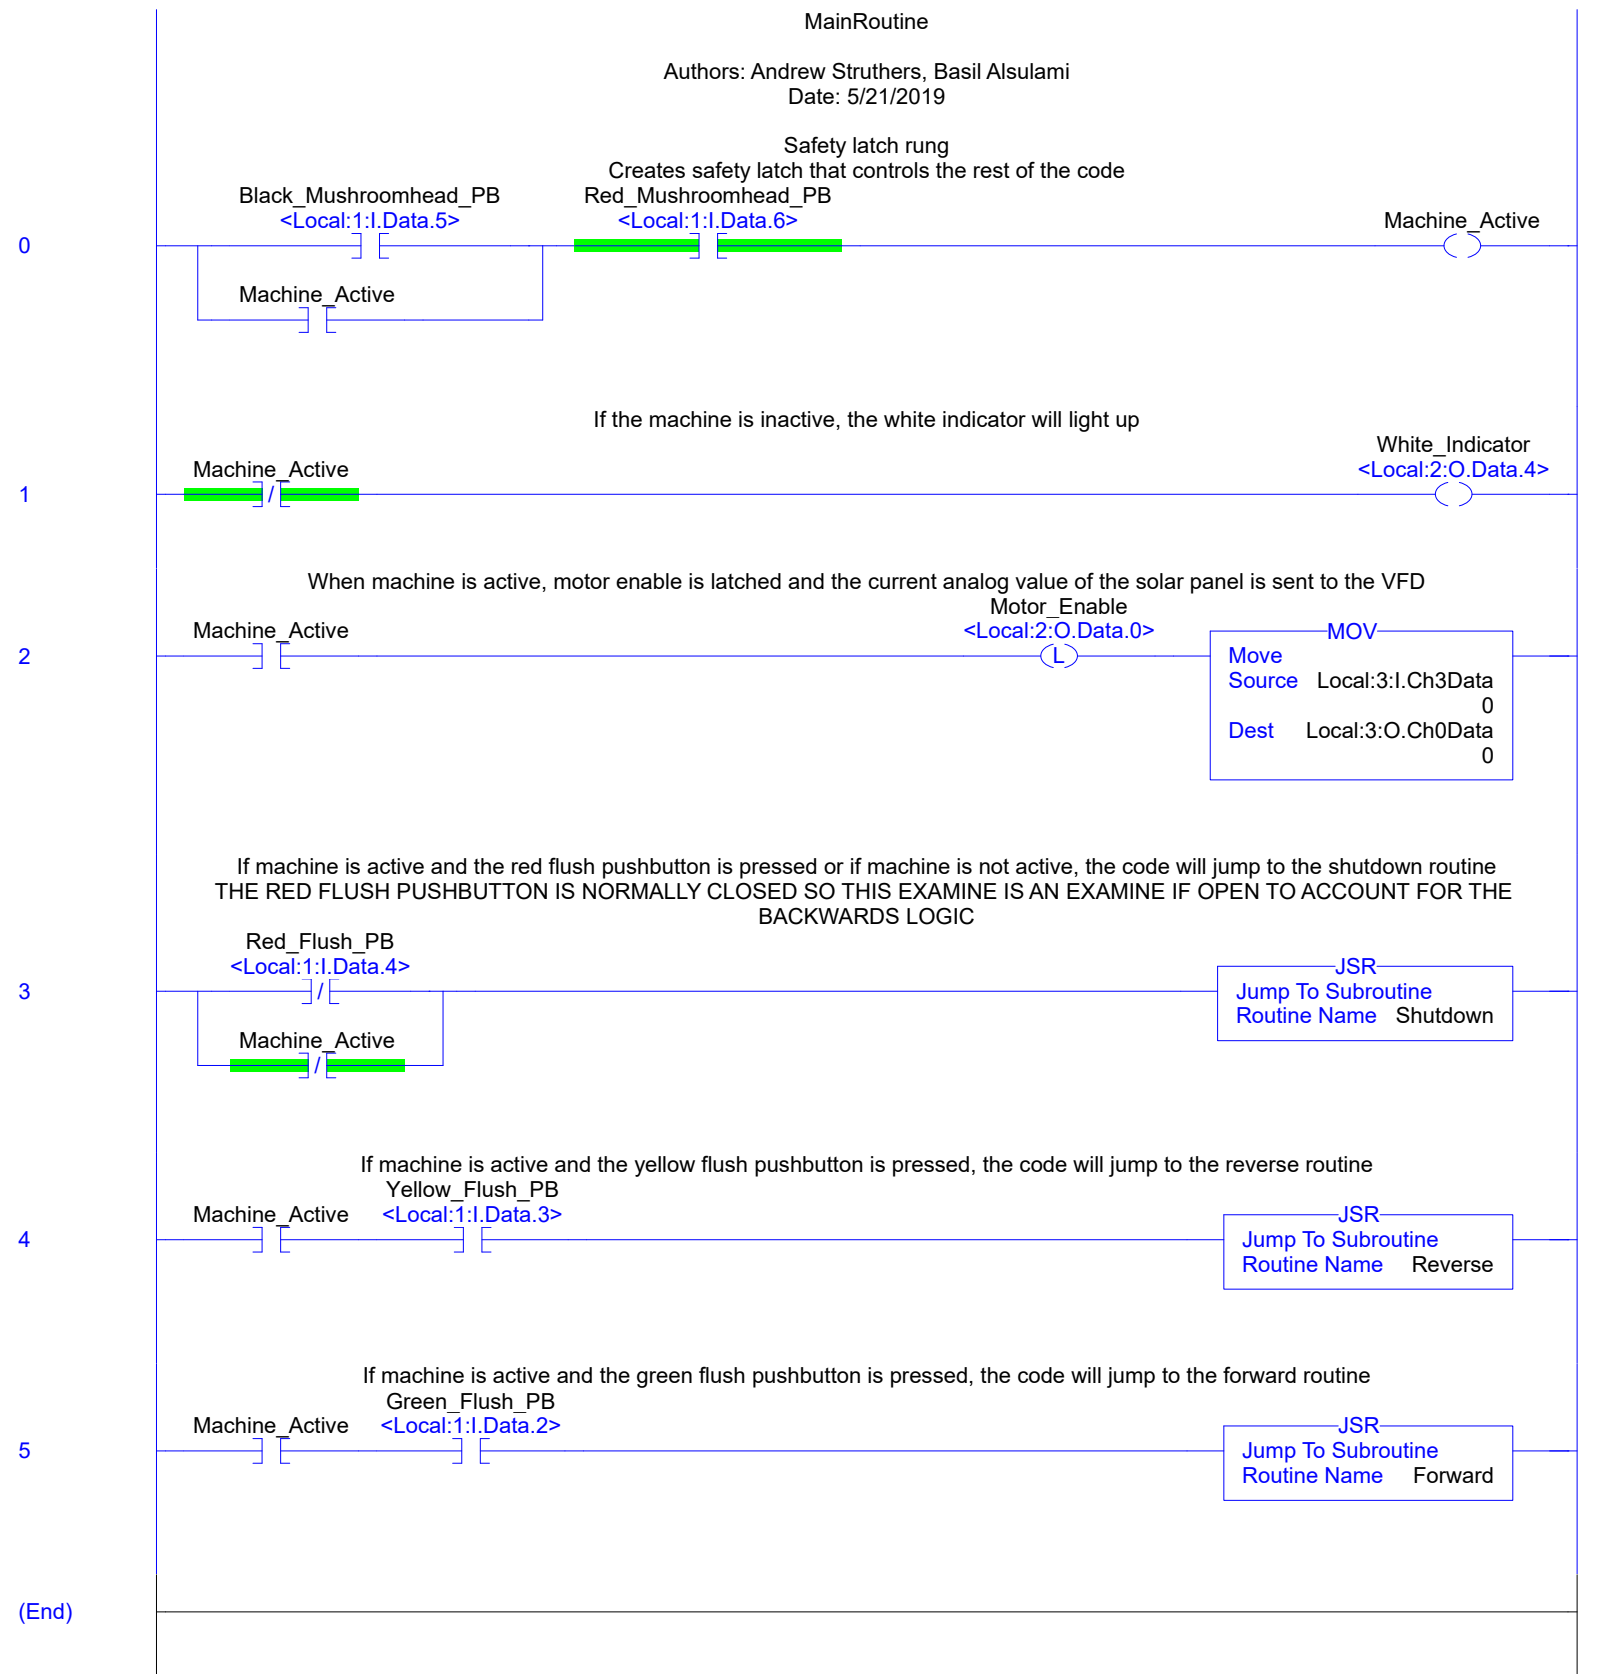 MainRoutine
Authors: Andrew Struthers, Basil Alsulami
Date: 5/21/2019
Safety latch rung
Creates safety latch that controls the rest of the code
Black_Mushroomhead_PB
<Local:1:I.Data.5>
Red_Mushroomhead_PB
<Local:1:I.Data.6>
Machine_Active
0
Machine_Active
If the machine is inactive, the white indicator will light up
White_Indicator
<Local:2:O.Data.4>
Machine_Active
1
/
When machine is active, motor enable is latched and the current analog value of the solar panel is sent to the VFD
Motor_Enable
<Local:2:O.Data.0>
Machine_Active
2
L
MOV
Move
Source Local:3:I.Ch3Data
0
Dest Local:3:O.Ch0Data
0
If machine is active and the red flush pushbutton is pressed or if machine is not active, the code will jump to the shutdown routine
THE RED FLUSH PUSHBUTTON IS NORMALLY CLOSED SO THIS EXAMINE IS AN EXAMINE IF OPEN TO ACCOUNT FOR THE
BACKWARDS LOGIC
Red_Flush_PB
<Local:1:I.Data.4>
3
/
JSR
Jump To Subroutine
Routine Name Shutdown
Machine_Active
/
If machine is active and the yellow flush pushbutton is pressed, the code will jump to the reverse routine
Yellow_Flush_PB
Machine_Active <Local:1:I.Data.3>
4
JSR
Jump To Subroutine
Routine Name Reverse
If machine is active and the green flush pushbutton is pressed, the code will jump to the forward routine
Green_Flush_PB
Machine_Active <Local:1:I.Data.2>
5
JSR
Jump To Subroutine
Routine Name Forward
(End)